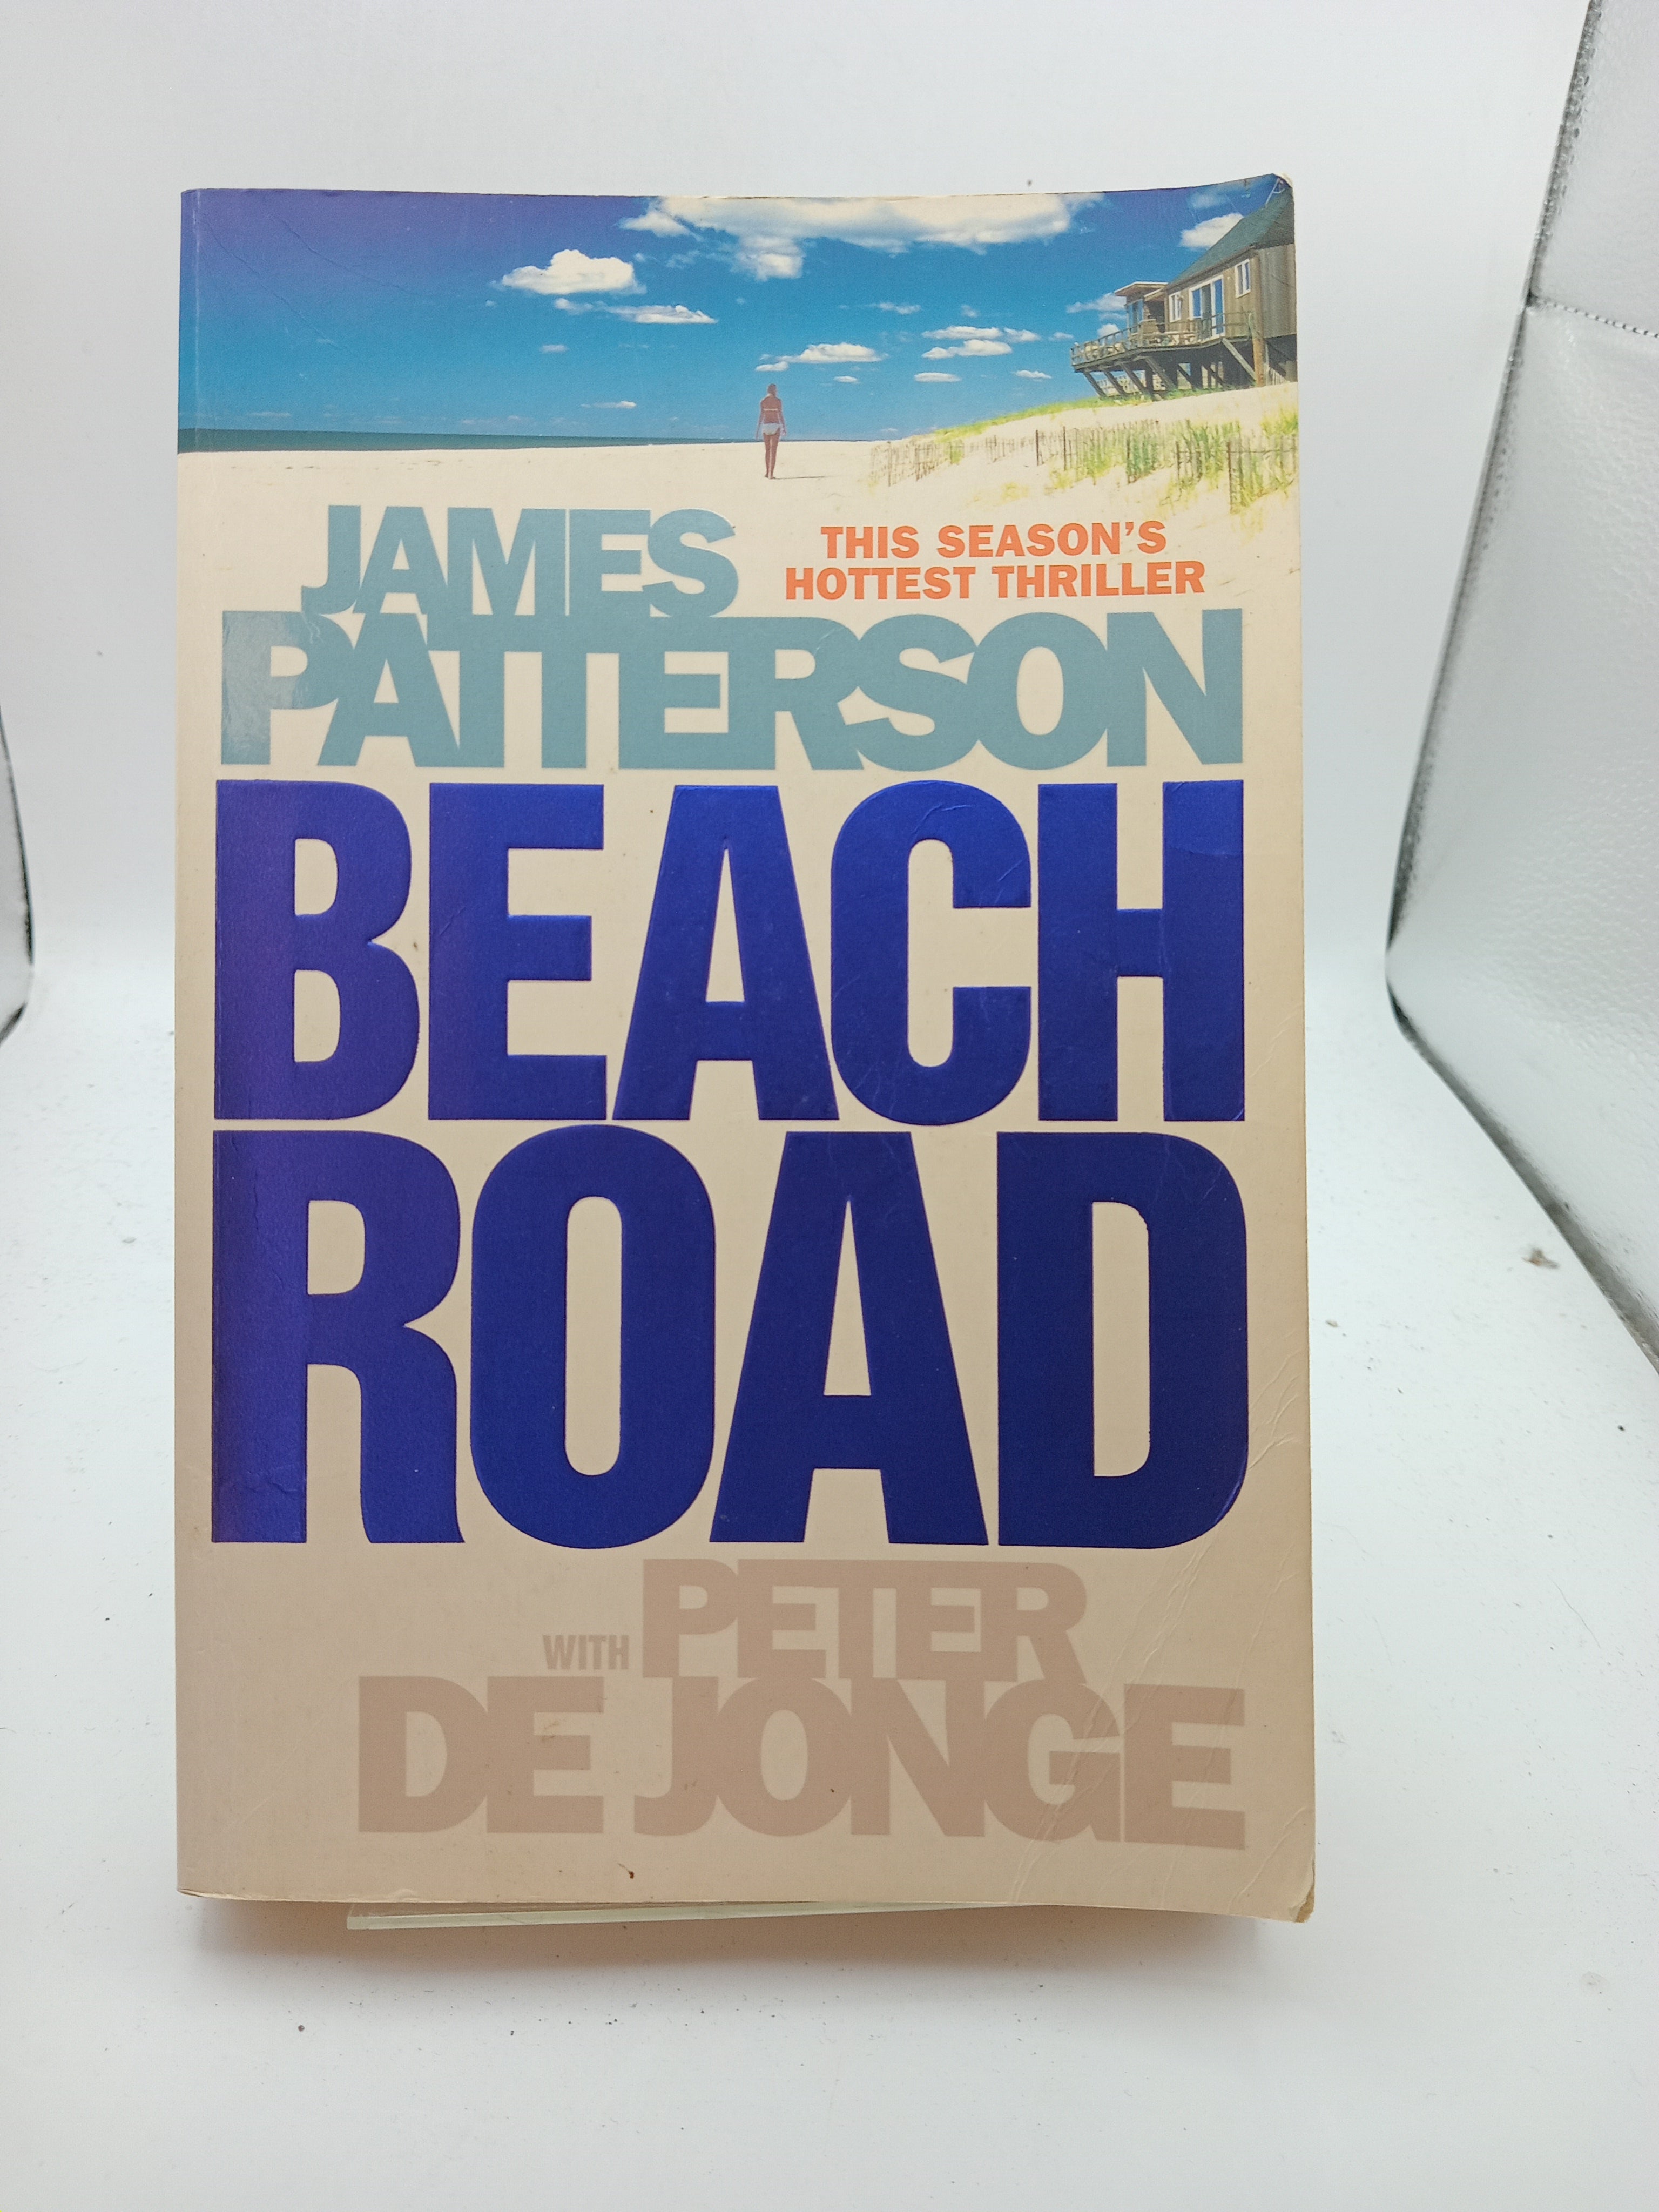 JAMES
THIS SEASON'S
HOTTEST THRILLER
PATTERSON
BEACH
ROAD
WITH PETER
DE JONGE